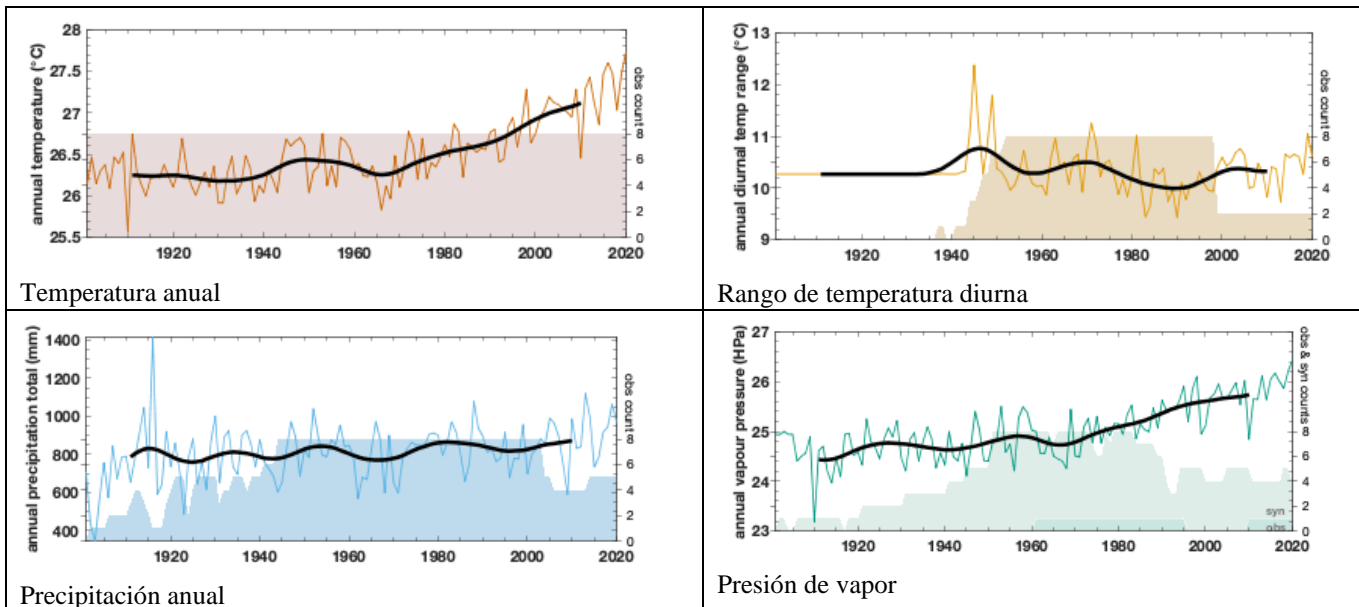 annual temperature (°C)
28
27.5
27
26.5
26
25.5
obs count
8
6
4
2
0
1920 1940 1960 1980 2000 2020
Temperatura anual
annual diurnal temp range (°C)
13
12
11
10
9
obs count
8
6
4
2
0
1920 1940 1960 1980 2000 2020
Rango de temperatura diurna
annual precipitation total (mm)
1400
1200
1000
800
600
400
obs count
8
6
4
2
0
1920 1940 1960 1980 2000 2020
Precipitación anual
annual vapour pressure (HPa)
27
26
25
24
23
obs & syn counts
8
6
4
2
0
syn
obs
1920 1940 1960 1980 2000 2020
Presión de vapor